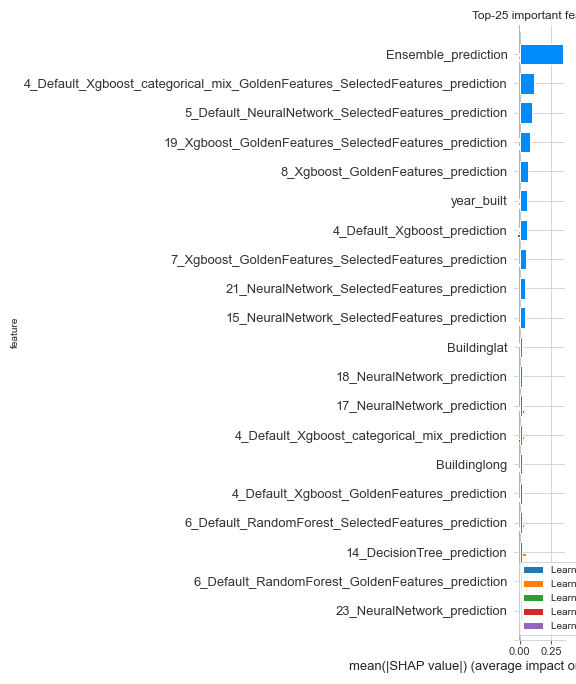 Top-25 important fea
Ensemble_prediction
4_Default_Xgboost_categorical_mix_GoldenFeatures_SelectedFeatures_prediction
5_Default_NeuralNetwork_SelectedFeatures_prediction
19_Xgboost_GoldenFeatures_SelectedFeatures_prediction
8_Xgboost_GoldenFeatures_prediction
year_built
4_Default_Xgboost_prediction
7_Xgboost_GoldenFeatures_SelectedFeatures_prediction
21_NeuralNetwork_SelectedFeatures_prediction
15_NeuralNetwork_SelectedFeatures_prediction
feature
Buildinglat
18_NeuralNetwork_prediction
17_NeuralNetwork_prediction
4_Default_Xgboost_categorical_mix_prediction
Buildinglong
4_Default_Xgboost_GoldenFeatures_prediction
6_Default_RandomForest_SelectedFeatures_prediction
14_DecisionTree_prediction
6_Default_RandomForest_GoldenFeatures_prediction
23_NeuralNetwork_prediction
Learn
Learn
Learn
Learn
Learn
0.00 0.25
mean(|SHAP value|) (average impact o